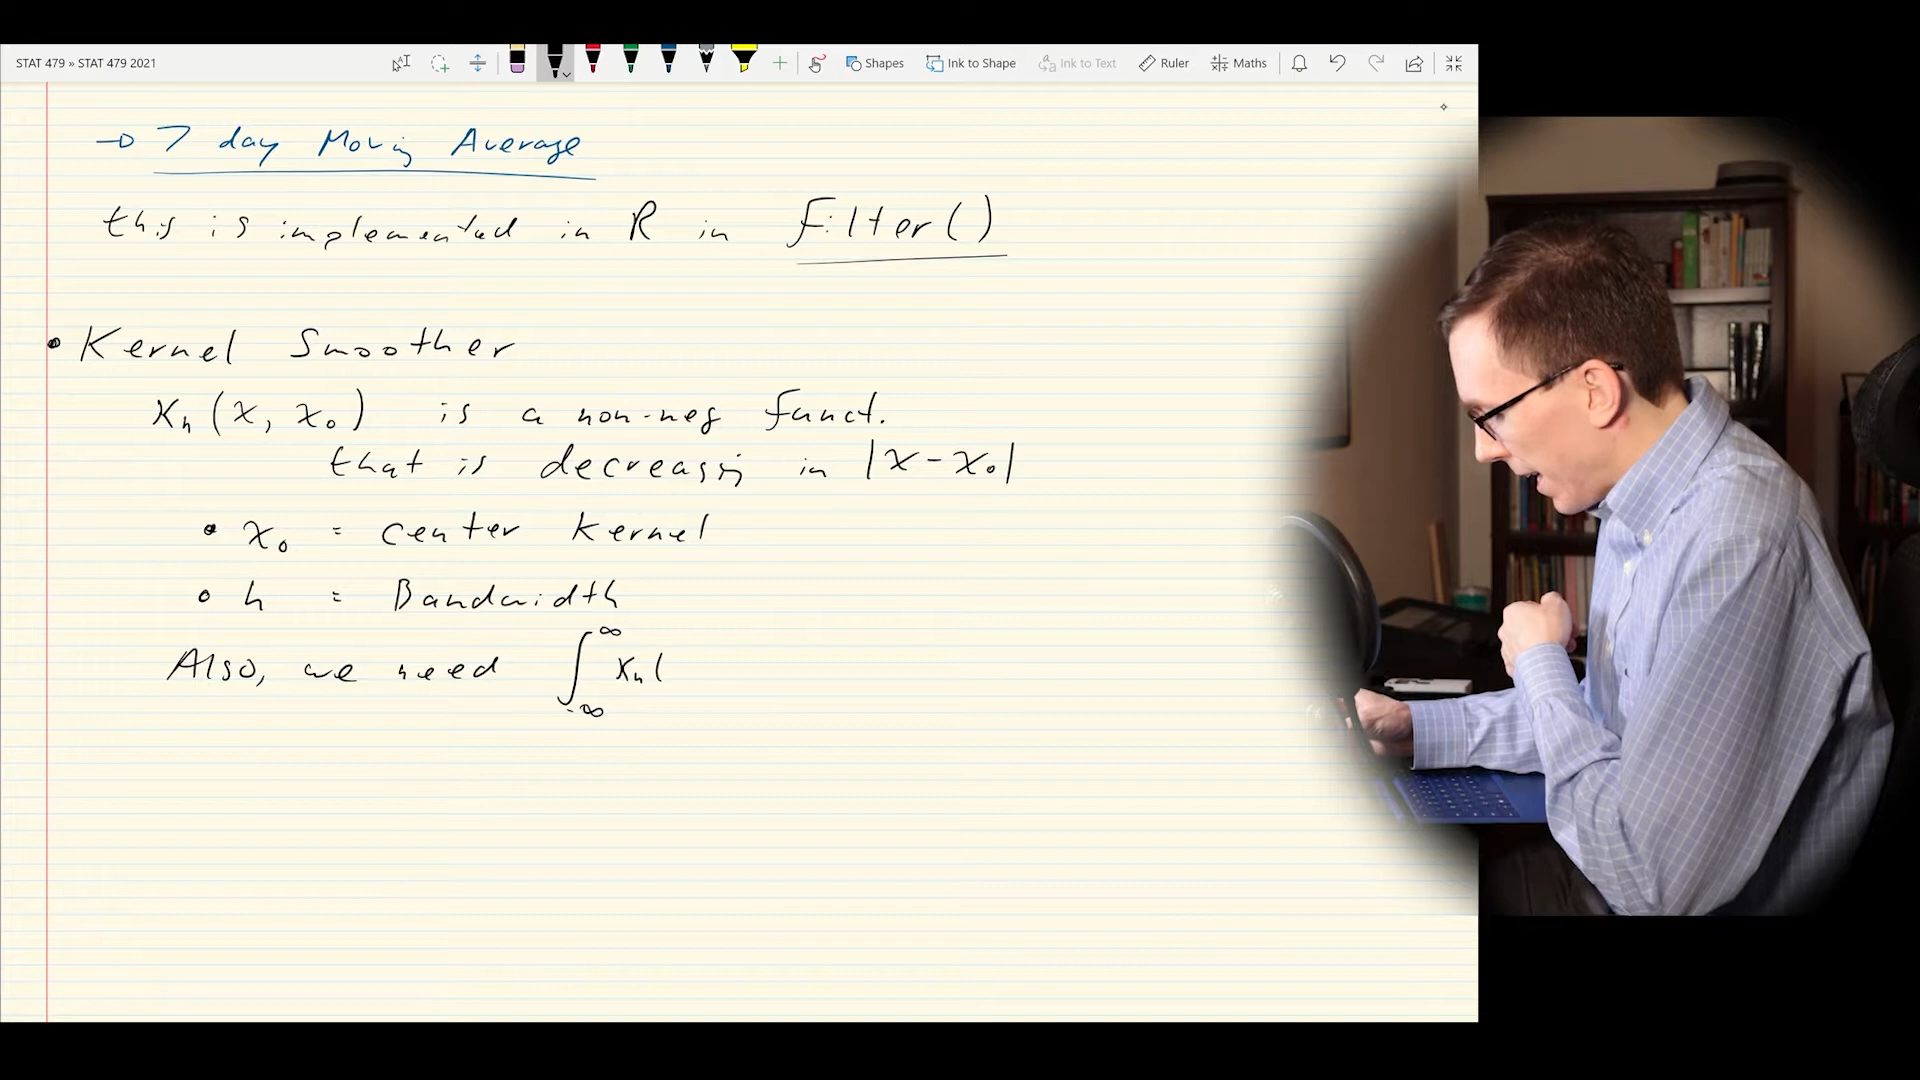 STAT 479 » STAT 479 2021
Shapes Ink to Shape Ink to Text Ruler Maths
7 day Moving Average
this is implemented in R in filter()
• Kernel Smoother
Kh(x, x₀) is a non-neg funct.
that is decreasing in |x - x₀|
• x₀ = center kernel
• h = Bandwidth
Also, we need ∫ -∞ ∞ Kh(